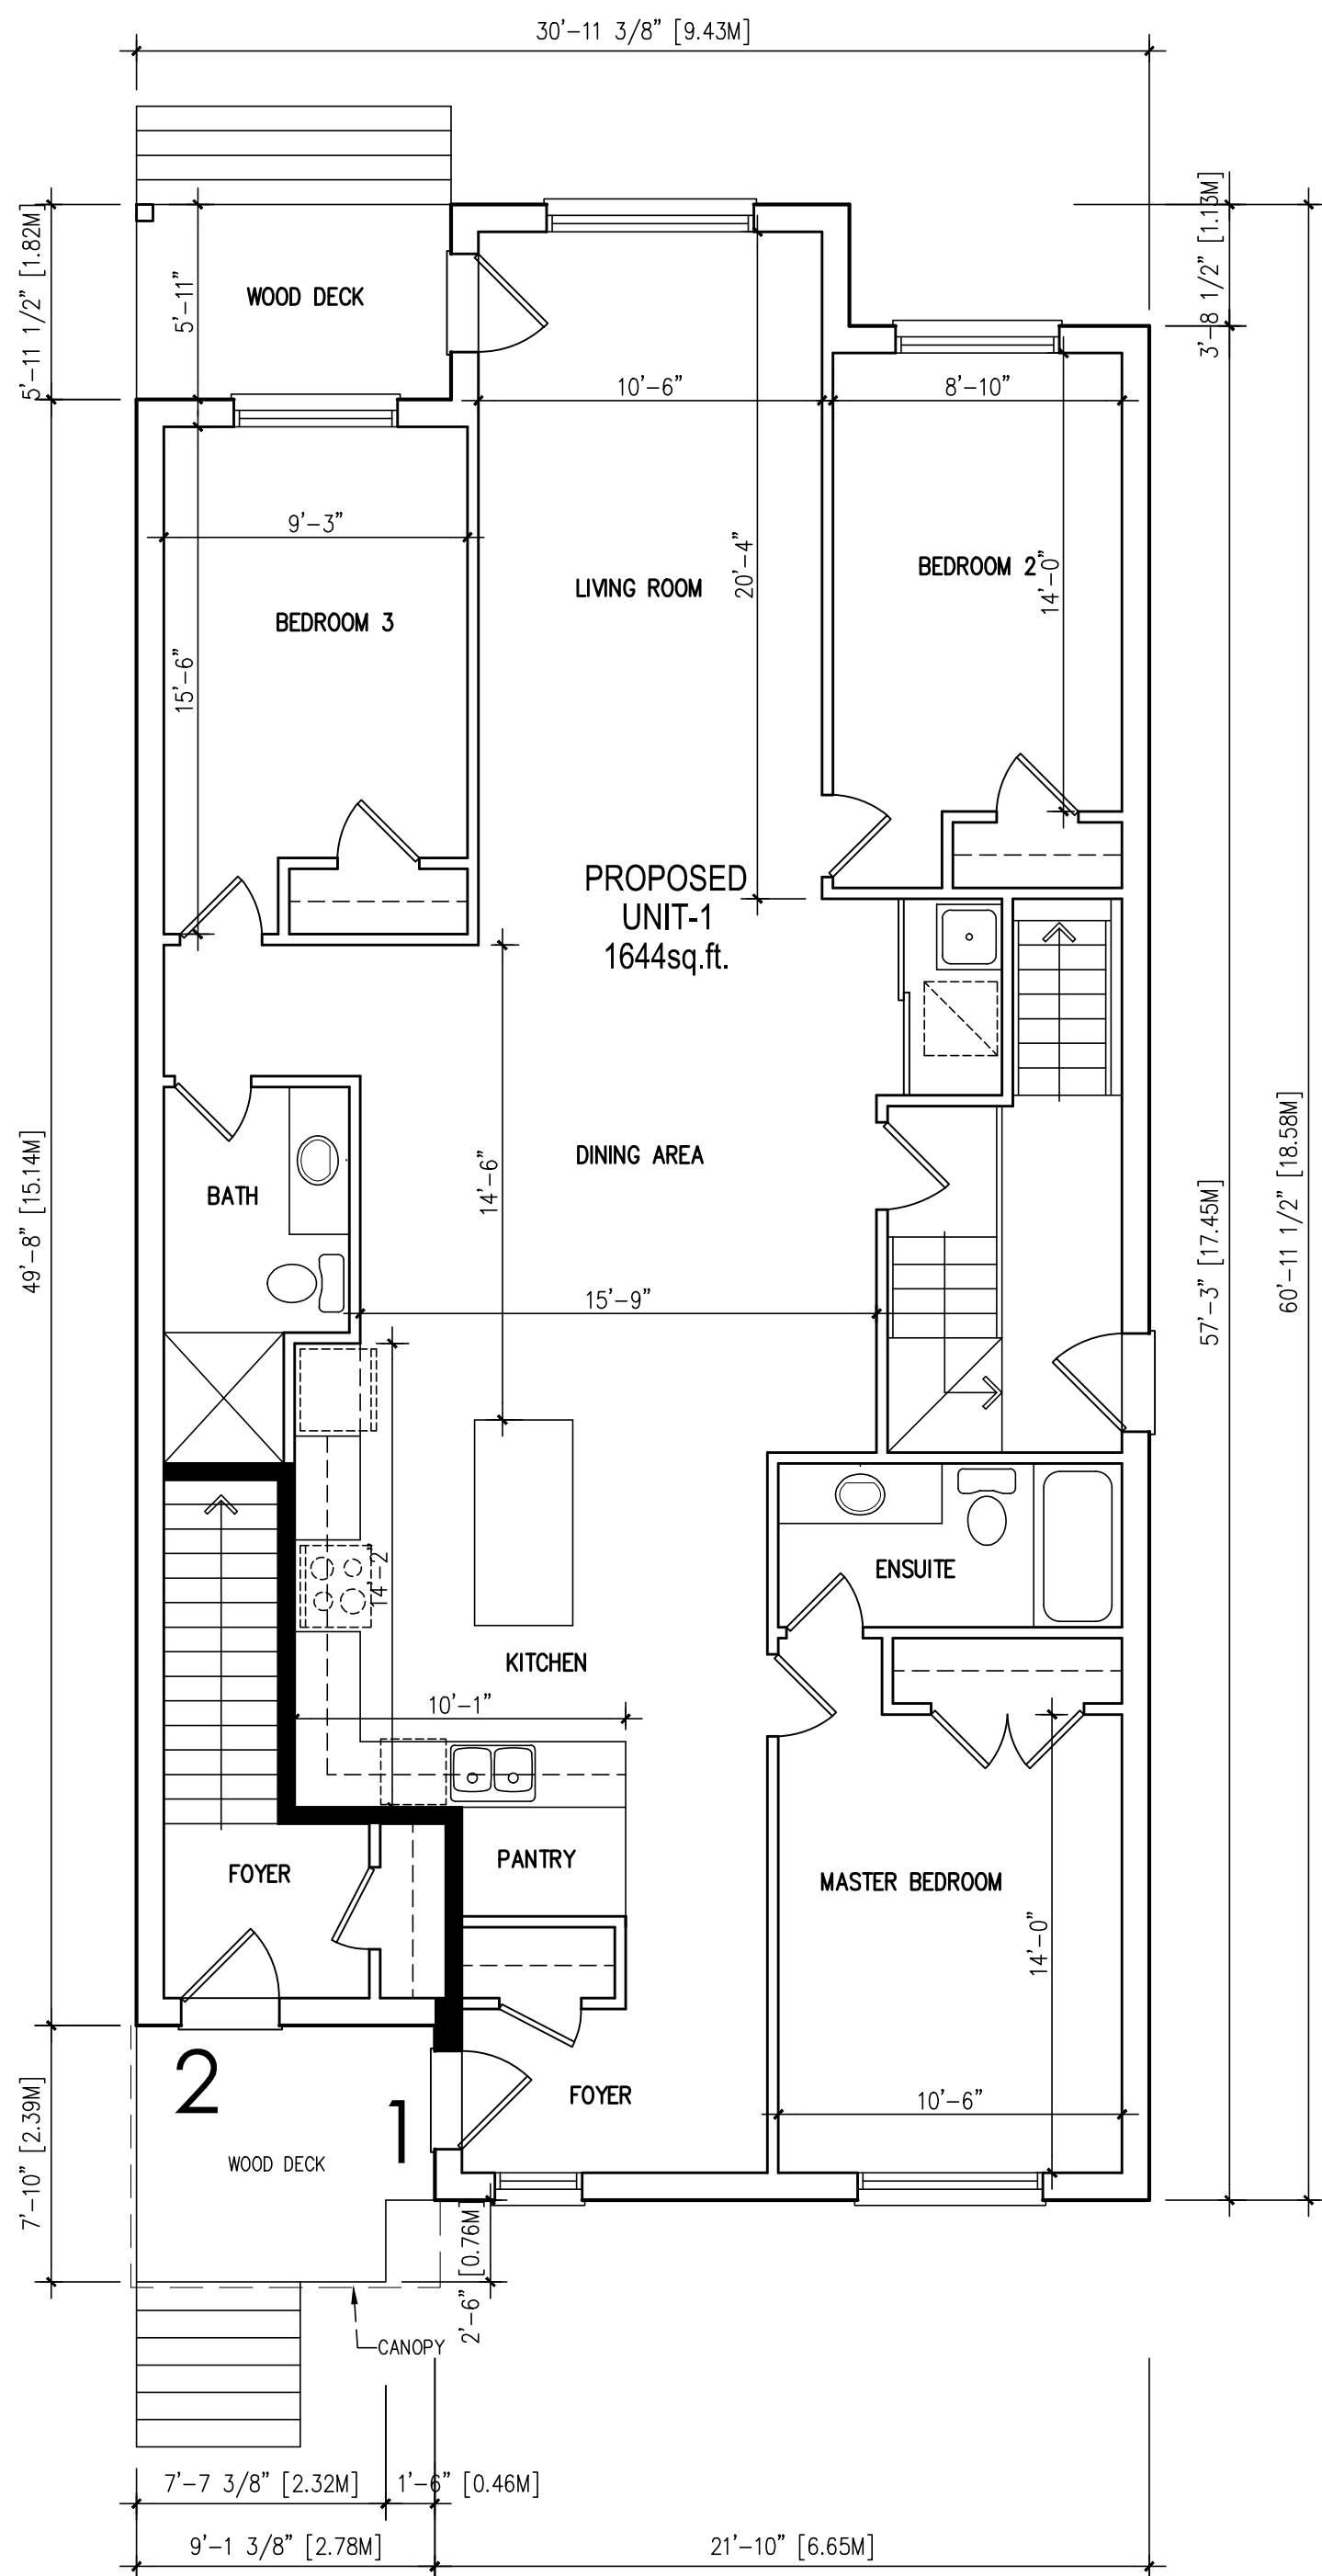 30'-11 3/8" [9.43M]
5'-11 1/2" [1.82M]
5'-11"
WOOD DECK
3'-8 1/2" [1.13M]
10'-6"
8'-10"
9'-3"
LIVING ROOM
20'-4"
BEDROOM 2
14'-0"
BEDROOM 3
15'-6"
PROPOSED
UNIT-1
1644sq.ft.
49'-8" [15.14M]
BATH
14'-6"
DINING AREA
57'-3" [17.45M]
60'-11 1/2" [18.58M]
15'-9"
14'-2"
ENSUITE
KITCHEN
10'-1"
FOYER
PANTRY
MASTER BEDROOM
14'-0"
2
1
FOYER
10'-6"
7'-10" [2.39M]
WOOD DECK
2'-6" [0.76M]
CANOPY
7'-7 3/8" [2.32M]
1'-6" [0.46M]
9'-1 3/8" [2.78M]
21'-10" [6.65M]